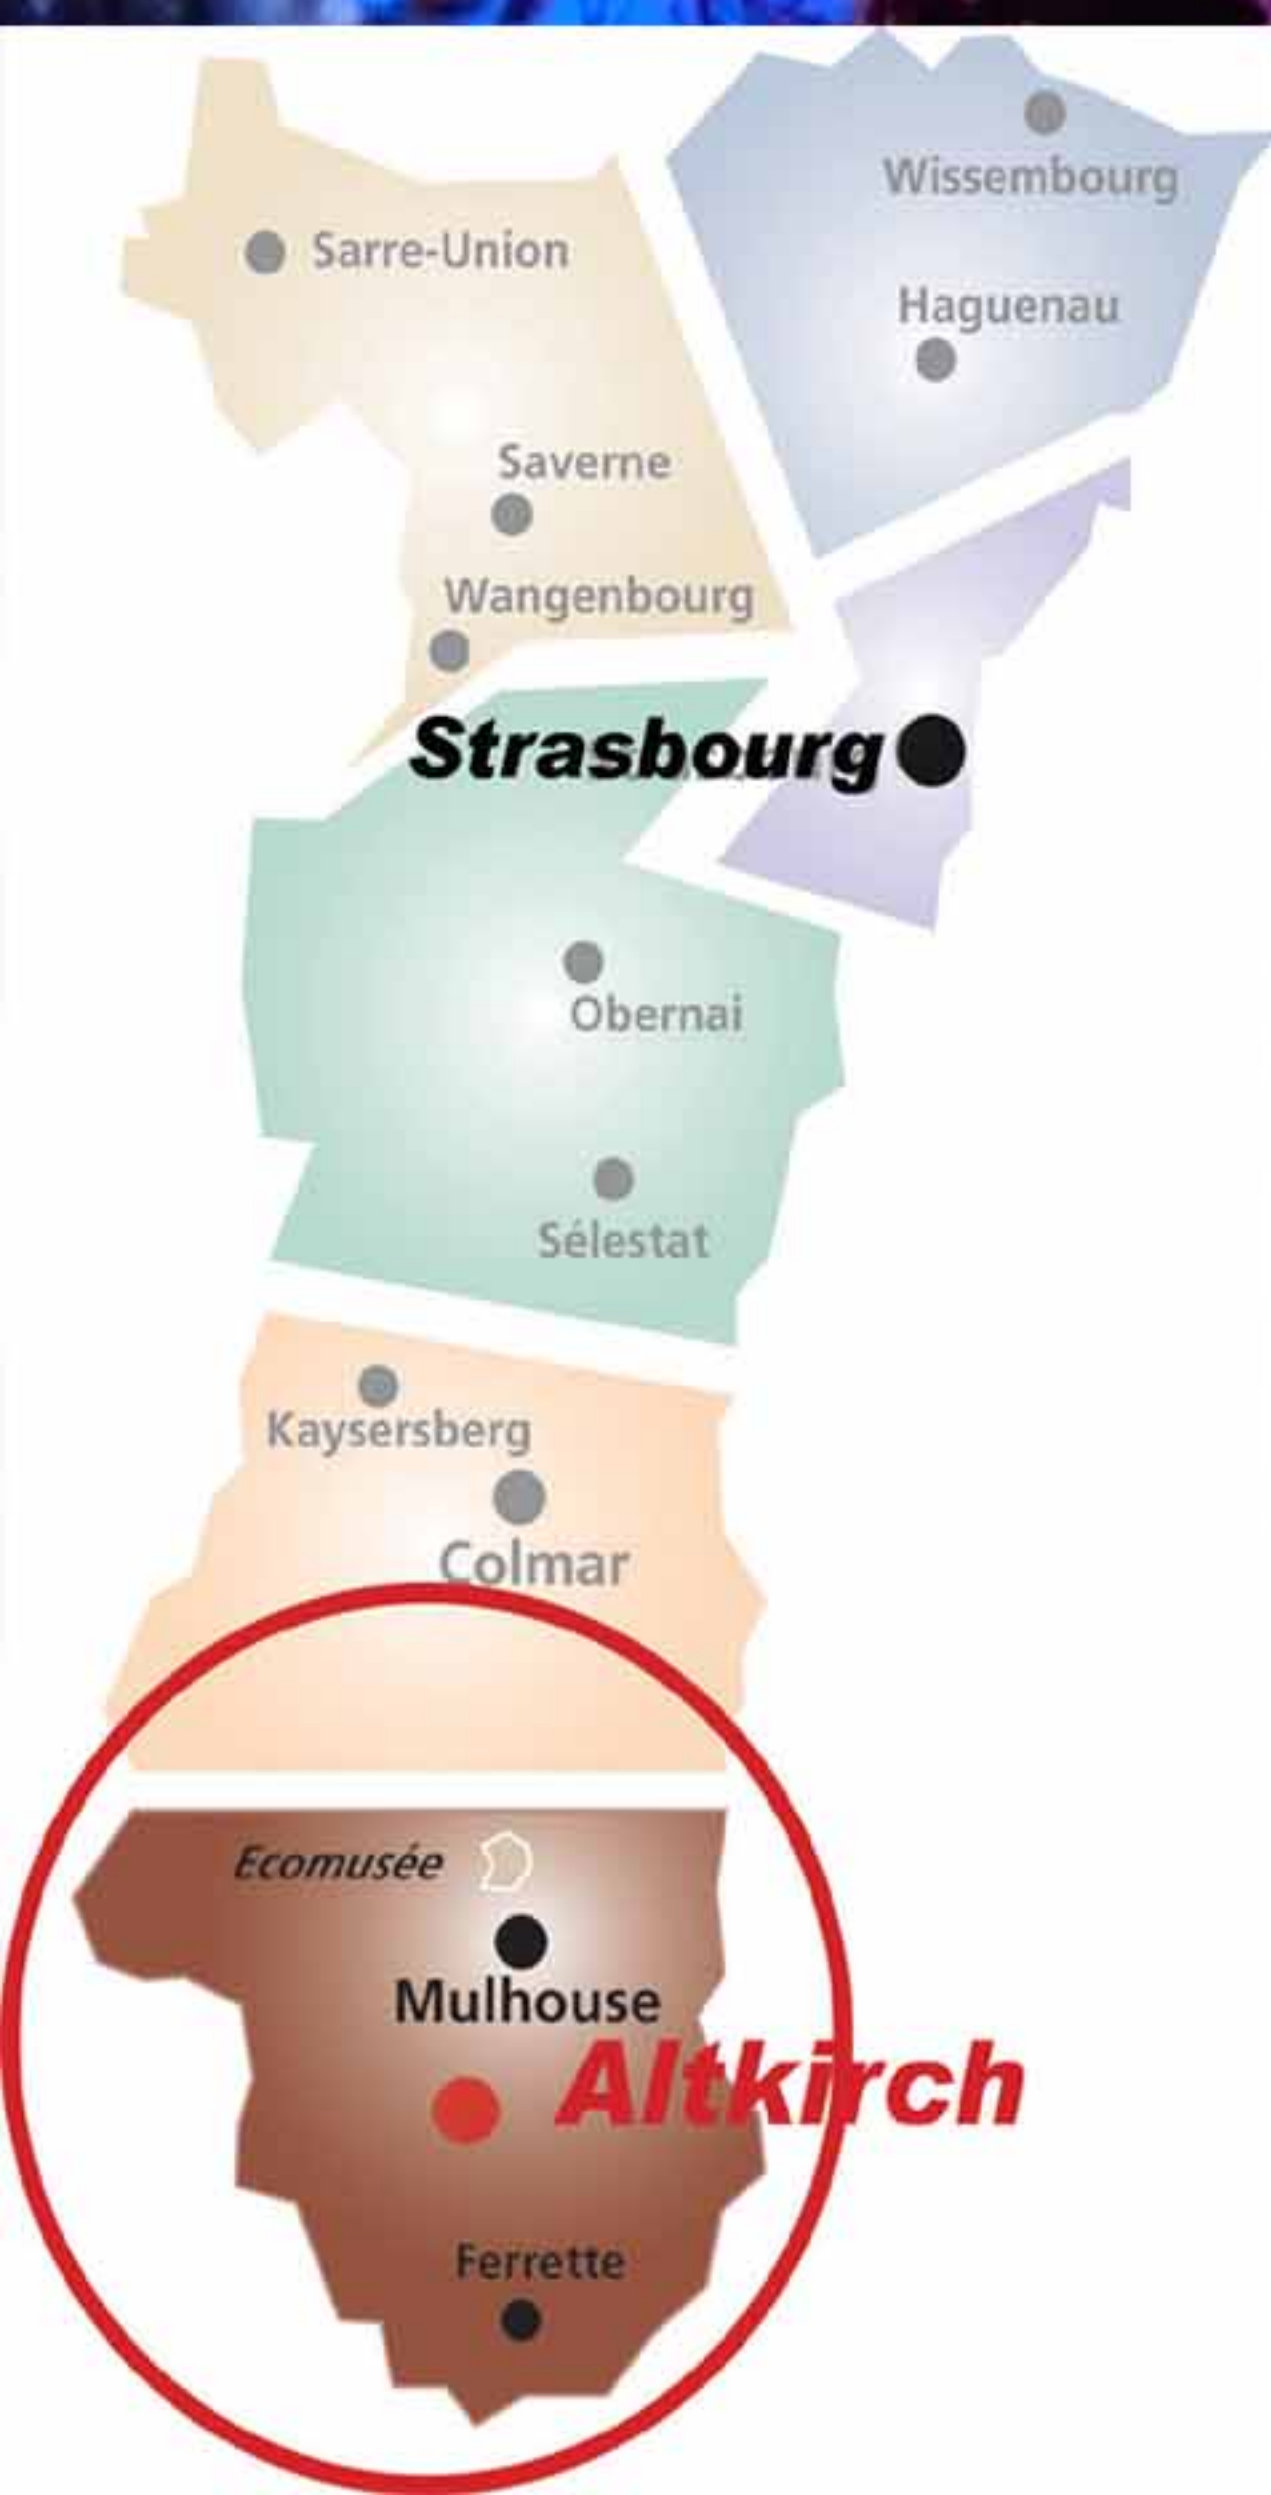 Wissembourg
Sarre-Union
Haguenau
Saverne
Wangenbourg
Strasbourg
Obernai
Sélestat
Kaysersberg
Colmar
Ecomusée
Mulhouse
Altkirch
Ferrette